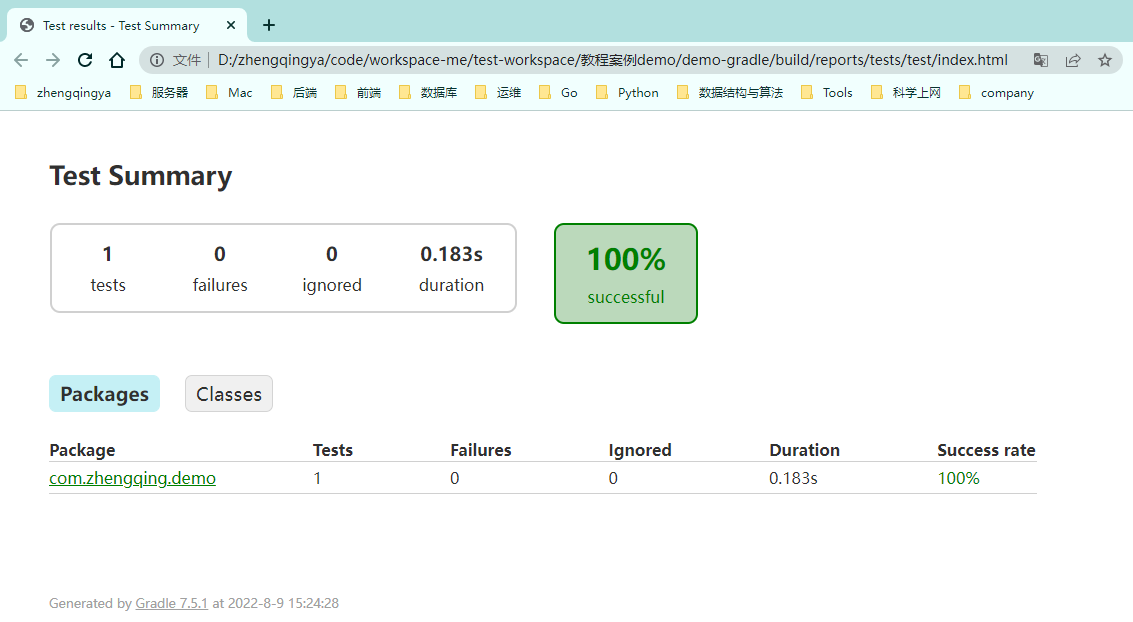 Test results - Test Summary
文件 D:/zhengqingya/code/workspace-me/test-workspace/教程案例demo/demo-gradle/build/reports/tests/test/index.html
zhengqingya 服务器 Mac 后端 前端 数据库 运维 Go Python 数据结构与算法 Tools 科学上网 company
Test Summary
1 0 0 0.183s
tests failures ignored duration
100%
successful
Packages Classes
Package Tests Failures Ignored Duration Success rate
com.zhengqing.demo 1 0 0 0.183s 100%
Generated by Gradle 7.5.1 at 2022-8-9 15:24:28